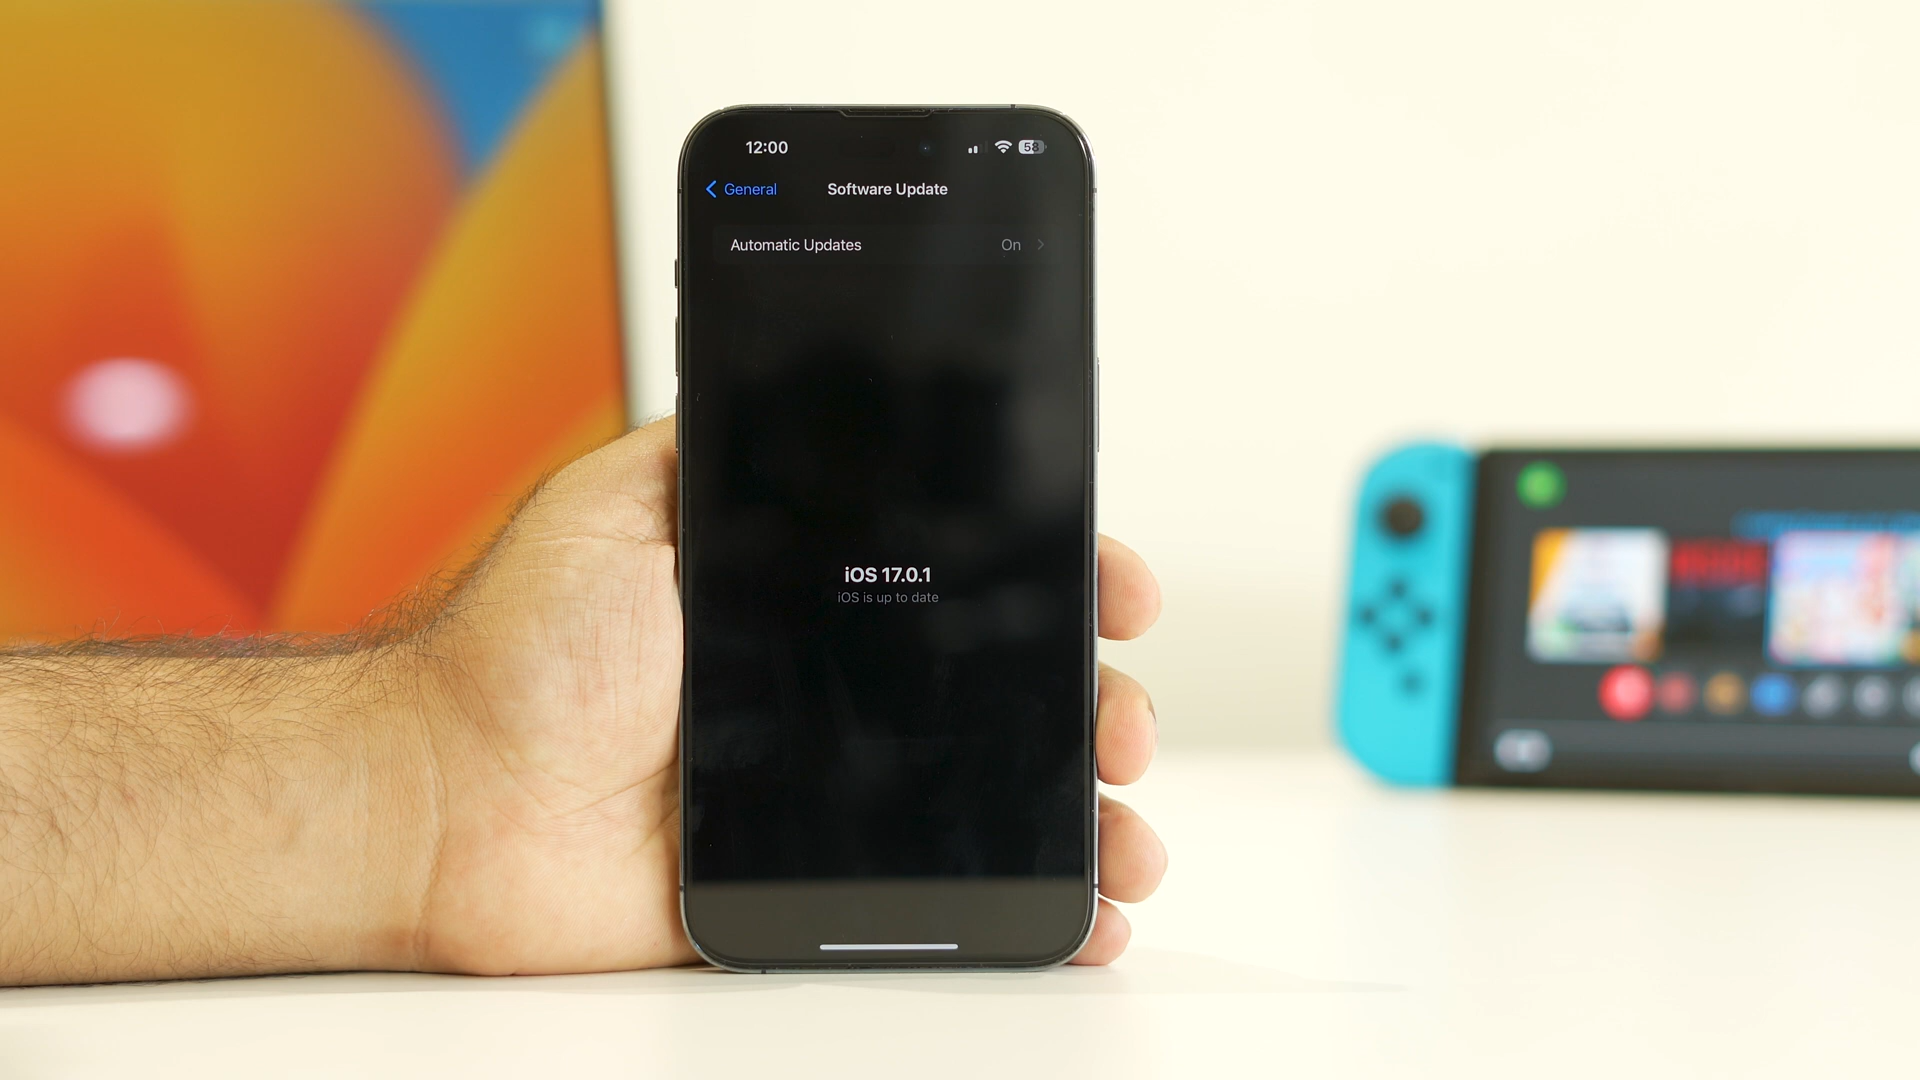 12:00
58
General
Software Update
Automatic Updates
On
iOS 17.0.1
iOS is up to date